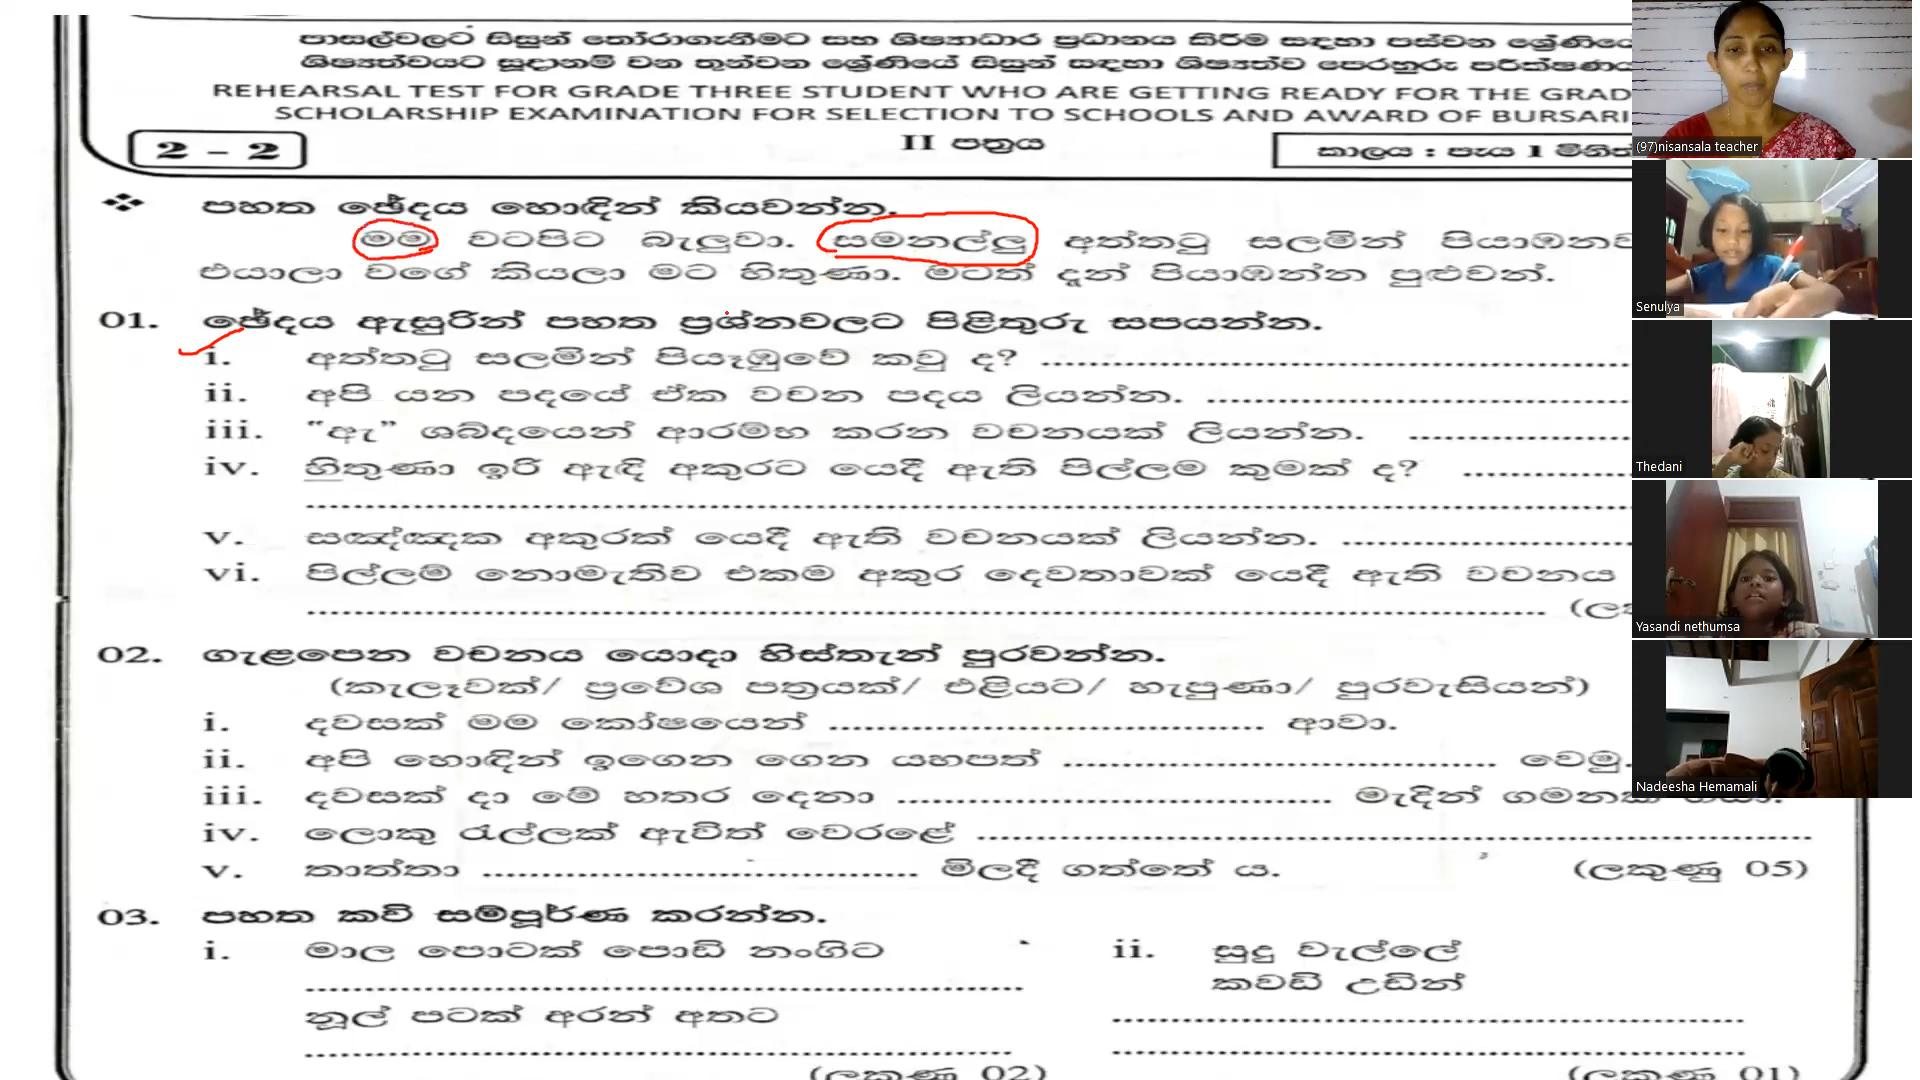 පාසල්වලට සිසුන් තෝරාගැනීමට සහ ශිෂ්‍යාධාර ප්‍රධානය කිරීම සඳහා පස්වන ශ්‍රේණියේ
ශිෂ්‍යත්වයට සූදානම් වන තුන්වන ශ්‍රේණියේ සිසුන් සඳහා ශිෂ්‍යත්ව පෙරහුරු පරීක්ෂණය
REHEARSAL TEST FOR GRADE THREE STUDENT WHO ARE GETTING READY FOR THE GRAD
SCHOLARSHIP EXAMINATION FOR SELECTION TO SCHOOLS AND AWARD OF BURSARI
2 - 2
II පත්‍රය
කාලය : පැය 1 මිනිත්
පහත ඡේදය හොඳින් කියවන්න.
මම වටපිට බැලුවා. සමනල්ලු අත්තටු සලමින් පියාඹනව
එයාලා වගේ කියලා මට හිතුණා. මටත් දැන් පියාඹන්න පුළුවන්.
01. ඡේදය ඇසුරින් පහත ප්‍රශ්නවලට පිළිතුරු සපයන්න.
i. අත්තටු සලමින් පියෑඹුවේ කවු ද? ....................
ii. අපි යන පදයේ ඒක වචන පදය ලියන්න. ....................
iii. "ඇ" ශබ්දයෙන් ආරම්භ කරන වචනයක් ලියන්න. ....................
iv. හිතුණා ඉරි ඇඳි අකුරට යෙදී ඇති පිල්ලම කුමක් ද? ....................
v. සඤ්ඤක අකුරක් යෙදී ඇති වචනයක් ලියන්න. ....................
vi. පිල්ලම් නොමැතිව එකම අකුර දෙවතාවක් යෙදී ඇති වචනය
.................... (ලක
02. ගැළපෙන වචනය යොදා හිස්තැන් පුරවන්න.
(කැලෑවක්/ ප්‍රවේශ පත්‍රයක්/ එළියට/ හැපුණා/ පුරවැසියන්)
i. දවසක් මම කෝෂයෙන් .................... ආවා.
ii. අපි හොඳින් ඉගෙන ගෙන යහපත් .................... වෙමු.
iii. දවසක් දා මේ හතර දෙනා .................... මැදින් ගමනක්
iv. ලොකු රැල්ලක් ඇවිත් වෙරළේ ....................
v. තාත්තා .................... මිලදී ගත්තේ ය. (ලකුණු 05)
03. පහත කවි සම්පූර්ණ කරන්න.
i. මාල පොටක් පොඩි නංගිට
....................
නූල් පටක් අරන් අතට
....................
(ලකුණු 02)
ii. සුදු වැල්ලේ
කවඩි උඩින්
....................
....................
(ලකුණු 01)
(97)nisansala teacher
Senulya
Thedani
Yasandi nethumsa
Nadeesha Hemamali